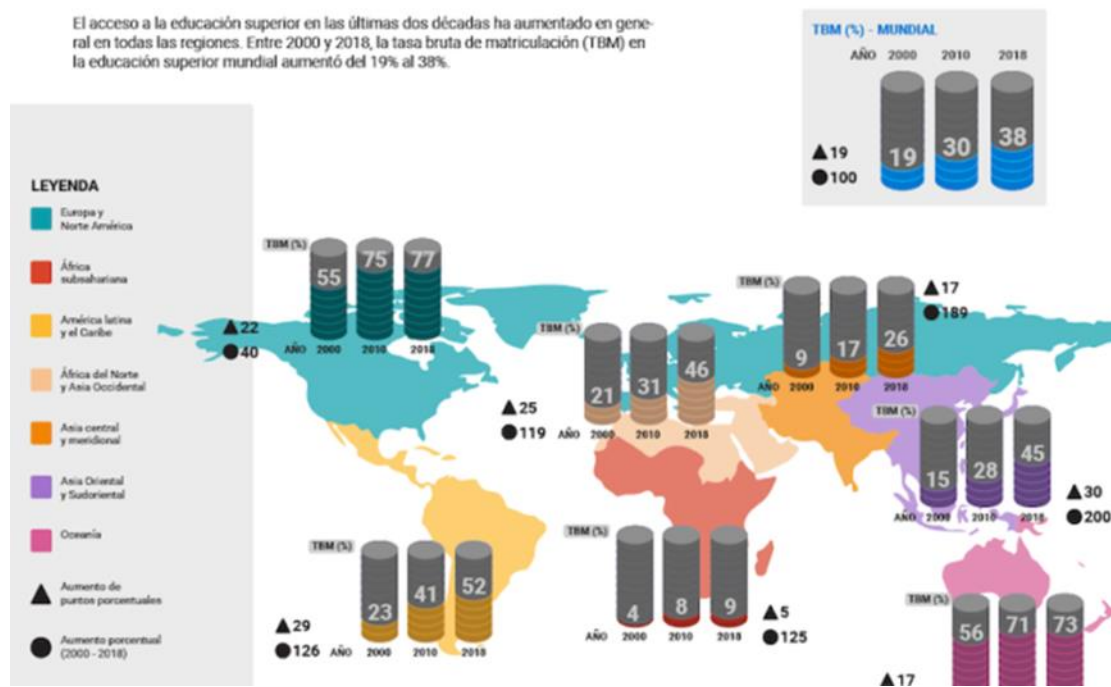 El acceso a la educación superior en las últimas dos décadas ha aumentado en gene-
ral en todas las regiones. Entre 2000 y 2018, la tasa bruta de matriculación (TBM) en
la educación superior mundial aumentó del 19% al 38%.
TBM (%) - MUNDIAL
AÑO 2000 2010 2018
19 30 38
19
100
LEYENDA
Europa y
Norte América
África
subsahariana
América latina
y el Caribe
África del Norte
y Asia Occidental
Asia central
y meridional
Asia Oriental
y Sudoriental
Oceanía
Aumento de
puntos porcentuales
Aumento porcentual
(2000 - 2018)
TBM (%)
55 75 77
22
40
AÑO 2000 2010 2018
TBM (%)
21 31 46
25
119
AÑO 2000 2010 2018
TBM (%)
9 17 26
17
189
AÑO 2000 2010 2018
TBM (%)
15 28 45
30
200
AÑO 2000 2010 2018
TBM (%)
23 41 52
29
126
AÑO 2000 2010 2018
TBM (%)
4 8 9
5
125
AÑO 2000 2010 2018
TBM (%)
56 71 73
17